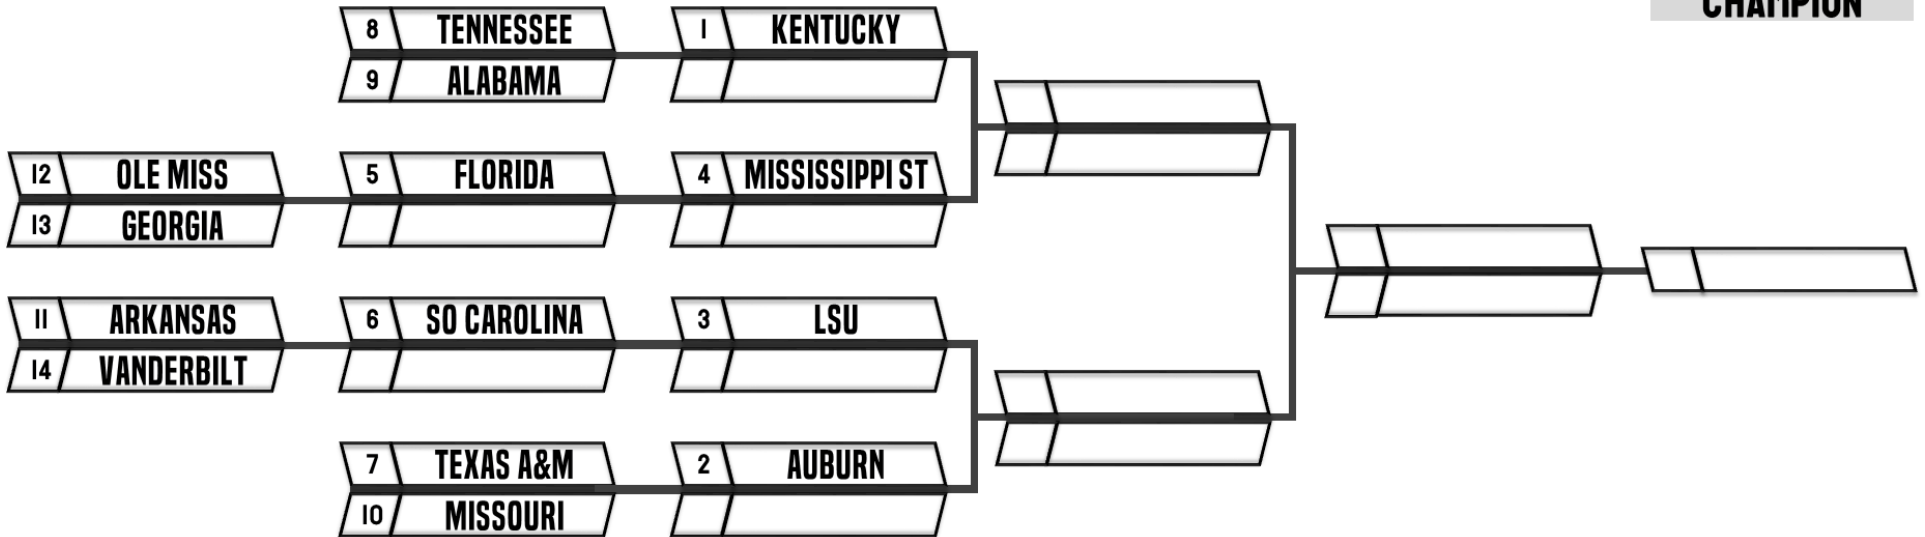 CHAMPION
8 TENNESSEE
9 ALABAMA
1 KENTUCKY
12 OLE MISS
13 GEORGIA
5 FLORIDA
4 MISSISSIPPI ST
11 ARKANSAS
14 VANDERBILT
6 SO CAROLINA
3 LSU
7 TEXAS A&M
10 MISSOURI
2 AUBURN